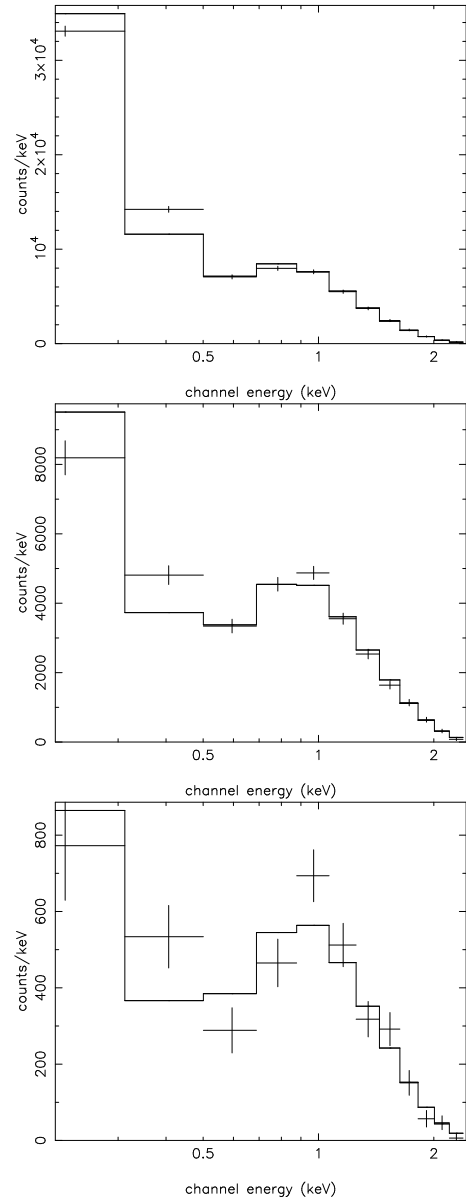 3×10⁴
2×10⁴
10⁴
0
counts/keV
0.5 1 2
channel energy (keV)
8000
6000
4000
2000
0
counts/keV
0.5 1 2
channel energy (keV)
800
600
400
200
0
counts/keV
0.5 1 2
channel energy (keV)